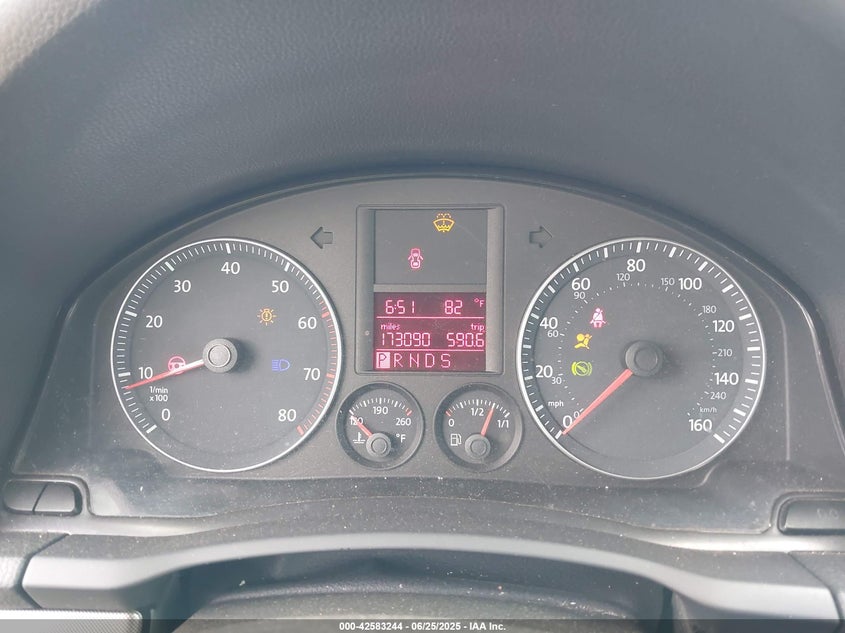 0 10 20 30 40 50 60 70 80
1/min
x100
6:51 82 °F
miles trip
173090 590.6
P R N D S
190 260
°F
0 1/2 1/1
0 20 40 60 80 100 120 140 160
mph
30 60 90 120 150 180 210 240
km/h
000-42583244 - 06/25/2025 - IAA Inc.